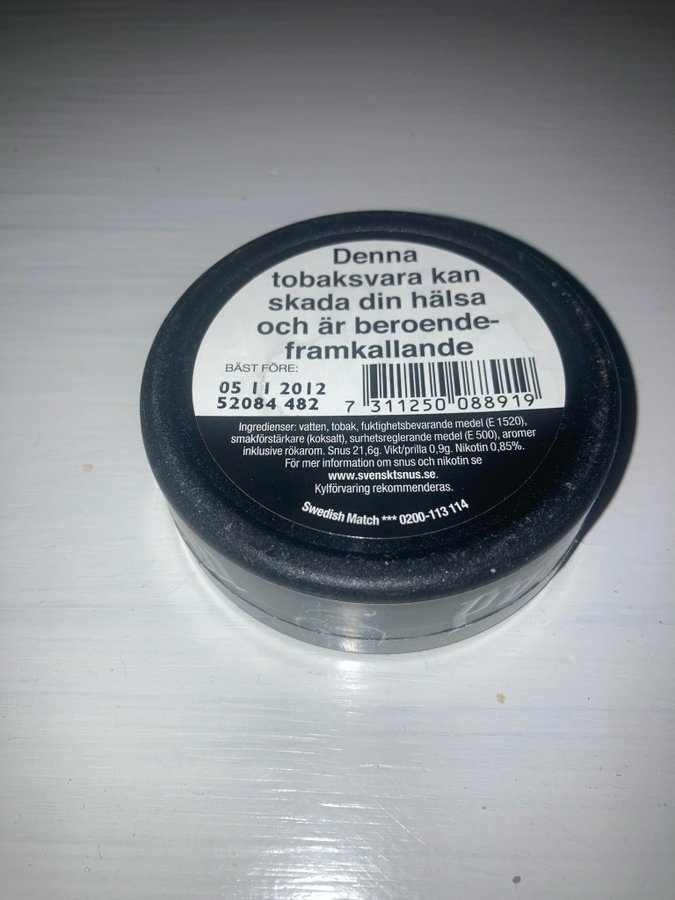 Denna
tobaksvara kan
skada din hälsa
och är beroende-
framkallande
BÄST FÖRE:
05 11 2012
52084 482
7 311250 088919
Ingredienser: vatten, tobak, fuktighetsbevarande medel (E 1520),
smakförstärkare (koksalt), surhetsreglerande medel (E 500), aromer
inklusive rökarom. Snus 21,6g. Vikt/prilla 0,9g. Nikotin 0,85%.
För mer information om snus och nikotin se
www.svensktsnus.se.
Kylförvaring rekommenderas.
Swedish Match *** 0200-113 114